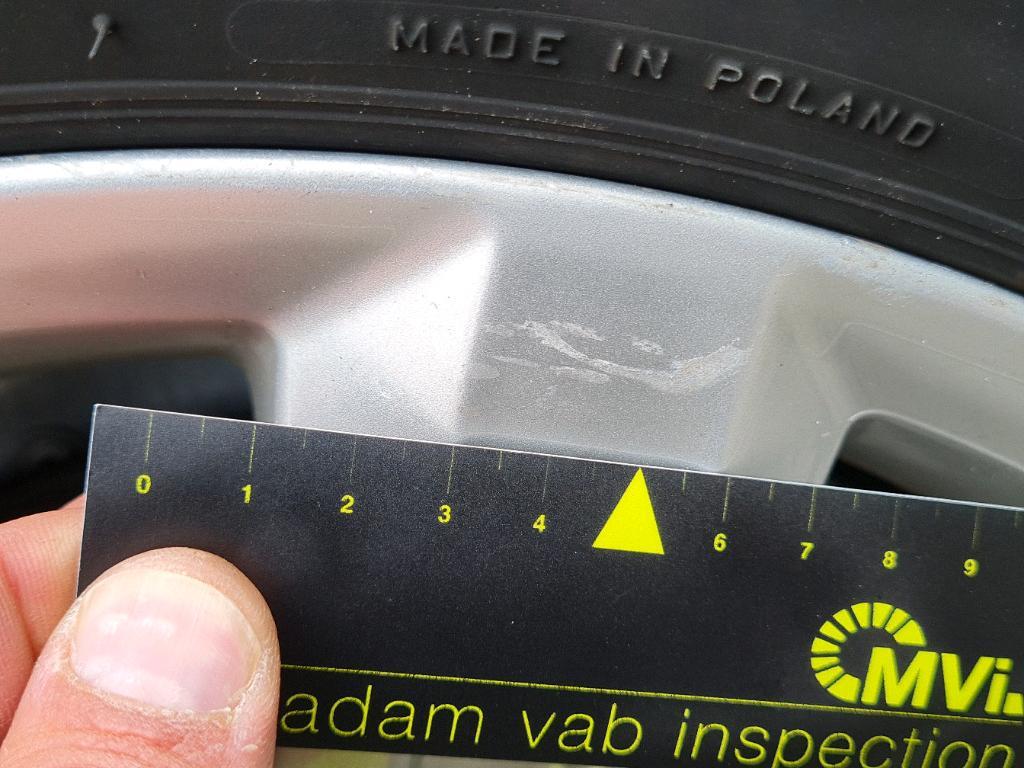 MADE IN POLAND
0 1 2 3 4 6 7 8 9
MVi
adam vab inspection